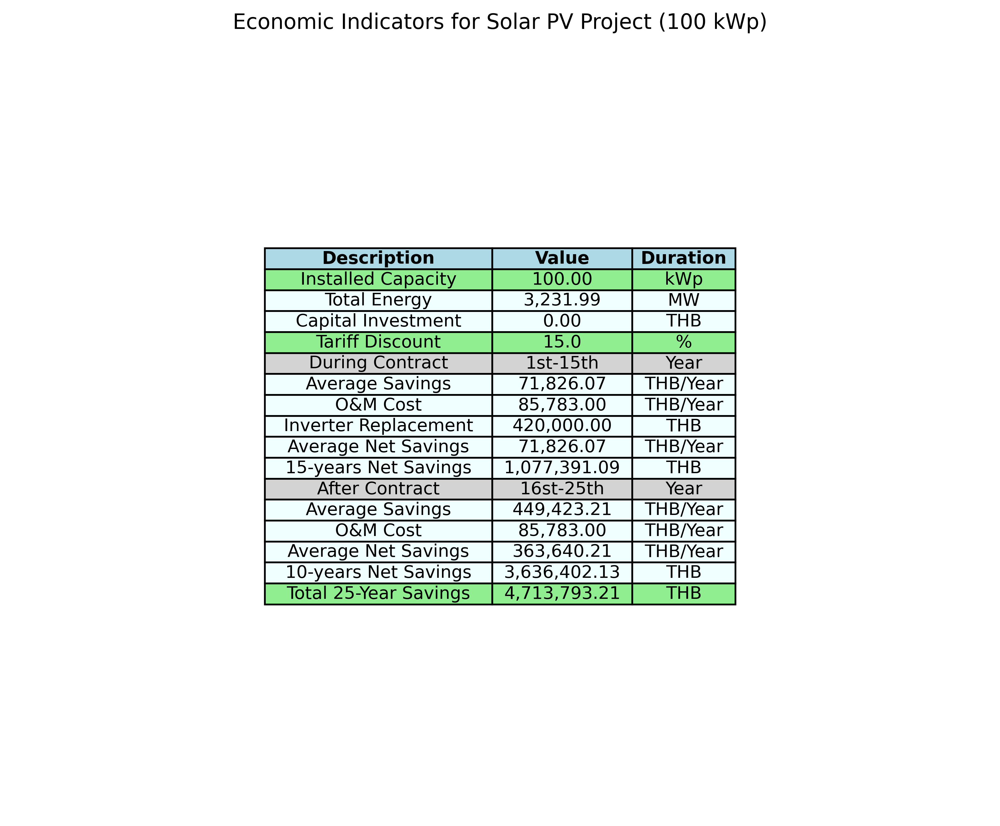 Economic Indicators for Solar PV Project (100 kWp)
Description Value Duration
Installed Capacity 100.00 kWp
Total Energy 3,231.99 MW
Capital Investment 0.00 THB
Tariff Discount 15.0 %
During Contract 1st-15th Year
Average Savings 71,826.07 THB/Year
O&M Cost 85,783.00 THB/Year
Inverter Replacement 420,000.00 THB
Average Net Savings 71,826.07 THB/Year
15-years Net Savings 1,077,391.09 THB
After Contract 16st-25th Year
Average Savings 449,423.21 THB/Year
O&M Cost 85,783.00 THB/Year
Average Net Savings 363,640.21 THB/Year
10-years Net Savings 3,636,402.13 THB
Total 25-Year Savings 4,713,793.21 THB